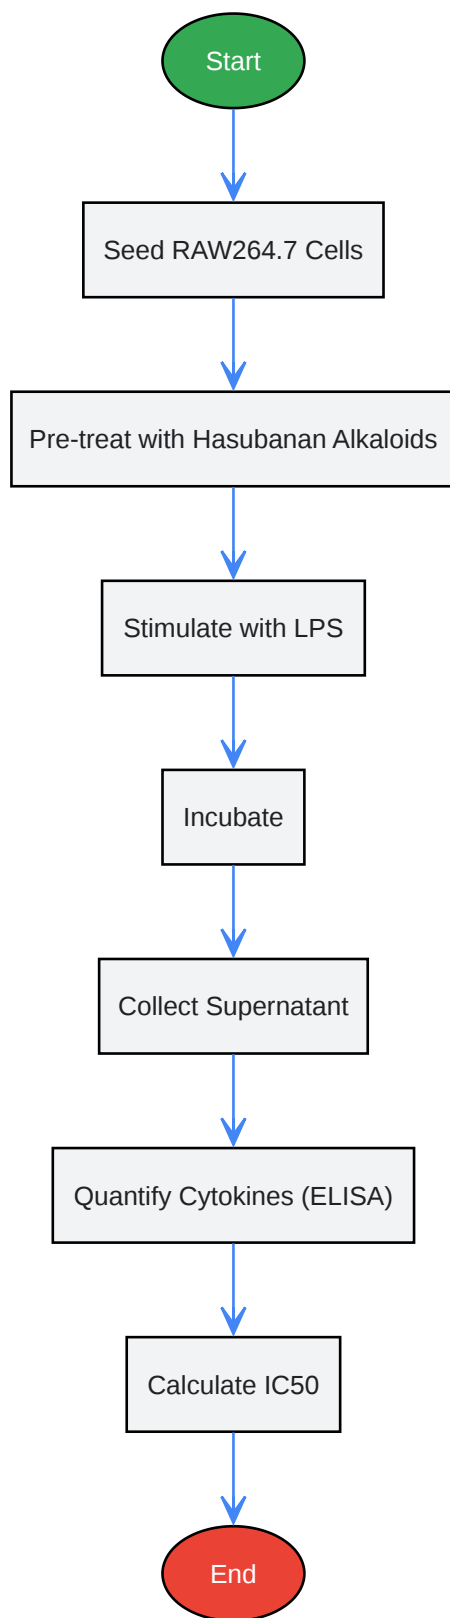 Start
Seed RAW264.7 Cells
Pre-treat with Hasubanan Alkaloids
Stimulate with LPS
Incubate
Collect Supernatant
Quantify Cytokines (ELISA)
Calculate IC50
End